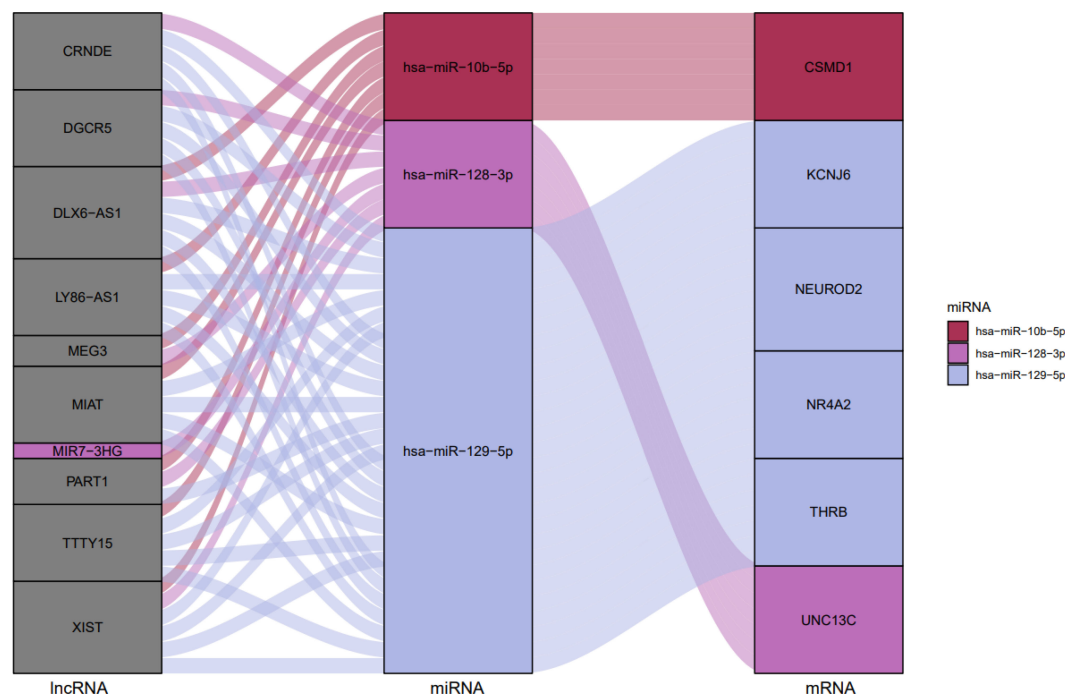 CRNDE
DGCR5
DLX6−AS1
LY86−AS1
MEG3
MIAT
MIR7−3HG
PART1
TTTY15
XIST
lncRNA
hsa−miR−10b−5p
hsa−miR−128−3p
hsa−miR−129−5p
miRNA
CSMD1
KCNJ6
NEUROD2
NR4A2
THRB
UNC13C
mRNA
miRNA
hsa−miR−10b−5p
hsa−miR−128−3p
hsa−miR−129−5p